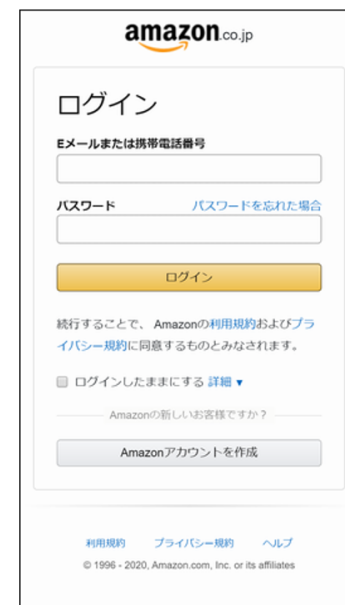 amazon.co.jp
ログイン
Eメールまたは携帯電話番号
パスワード パスワードを忘れた場合
ログイン
続行することで、 Amazonの利用規約およびプラ
イバシー規約に同意するものとみなされます。
ログインしたままにする 詳細 ▼
Amazonの新しいお客様ですか？
Amazonアカウントを作成
利用規約 プライバシー規約 ヘルプ
© 1996 - 2020, Amazon.com, Inc. or its affiliates